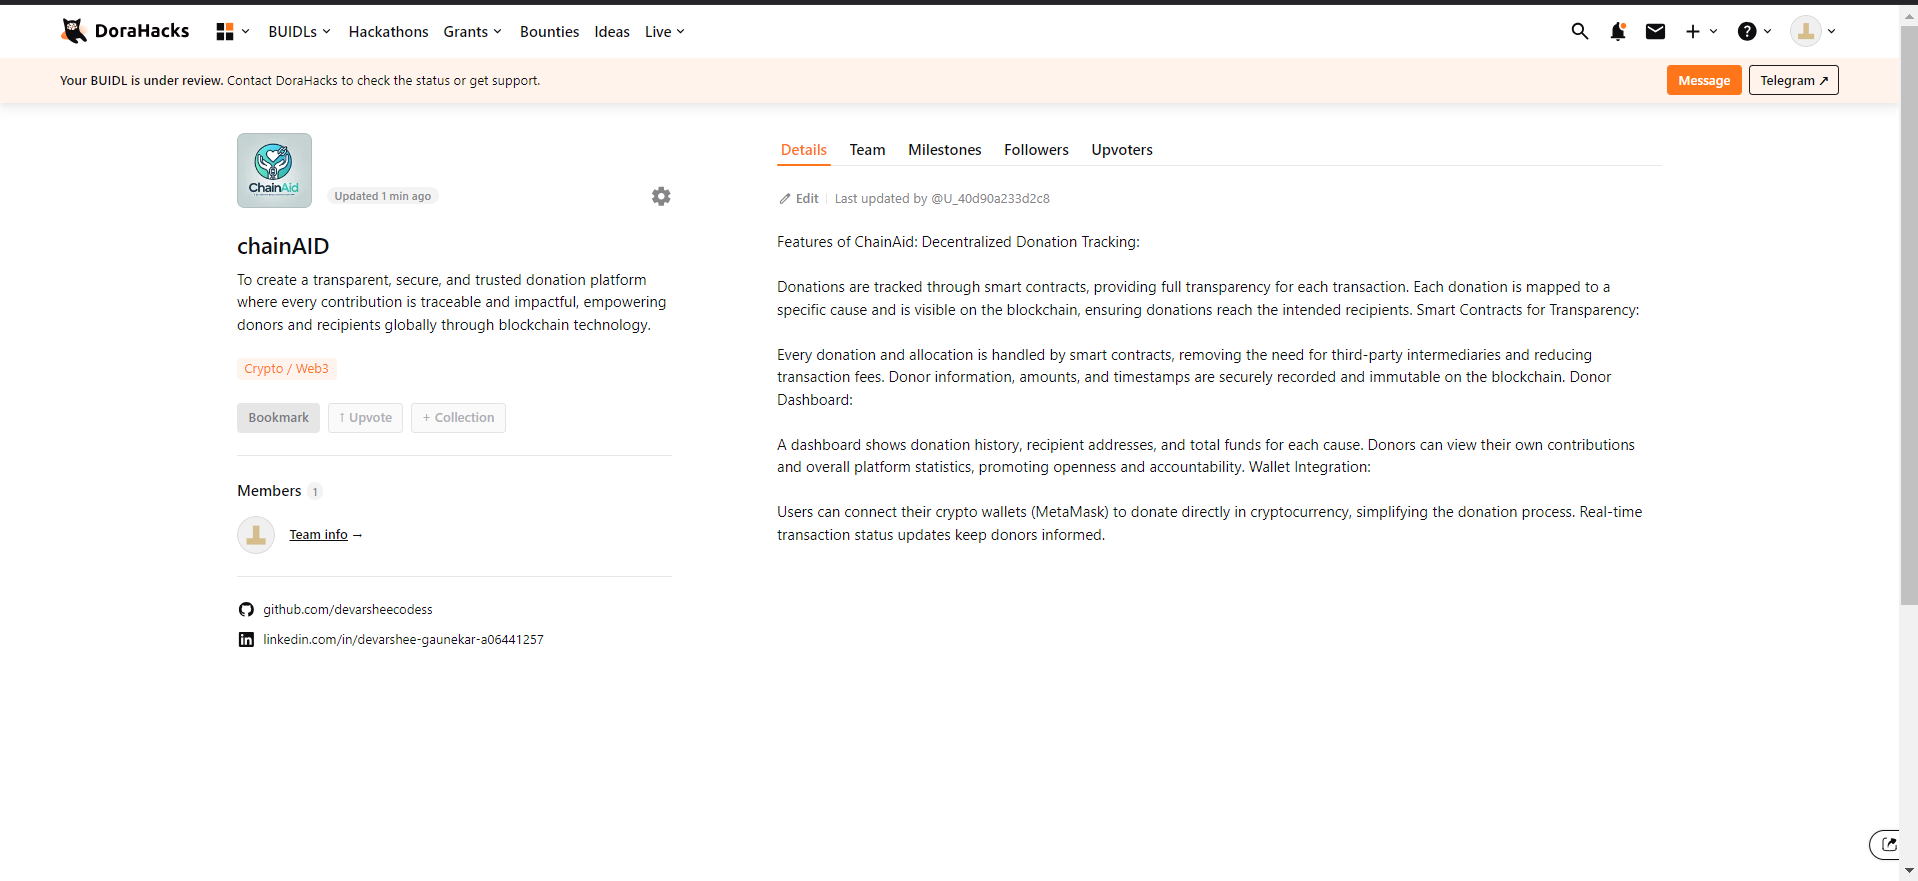 DoraHacks
BUIDLs
Hackathons
Grants
Bounties
Ideas
Live
Your BUIDL is under review. Contact DoraHacks to check the status or get support.
Message
Telegram ↗
ChainAid
Updated 1 min ago
chainAID
To create a transparent, secure, and trusted donation platform
where every contribution is traceable and impactful, empowering
donors and recipients globally through blockchain technology.
Crypto / Web3
Bookmark
↑ Upvote
+ Collection
Members 1
Team info →
github.com/devarsheecodess
linkedin.com/in/devarshee-gaunekar-a06441257
Details
Team
Milestones
Followers
Upvoters
Edit
Last updated by @U_40d90a233d2c8
Features of ChainAid: Decentralized Donation Tracking:
Donations are tracked through smart contracts, providing full transparency for each transaction. Each donation is mapped to a
specific cause and is visible on the blockchain, ensuring donations reach the intended recipients. Smart Contracts for Transparency:
Every donation and allocation is handled by smart contracts, removing the need for third-party intermediaries and reducing
transaction fees. Donor information, amounts, and timestamps are securely recorded and immutable on the blockchain. Donor
Dashboard:
A dashboard shows donation history, recipient addresses, and total funds for each cause. Donors can view their own contributions
and overall platform statistics, promoting openness and accountability. Wallet Integration:
Users can connect their crypto wallets (MetaMask) to donate directly in cryptocurrency, simplifying the donation process. Real-time
transaction status updates keep donors informed.